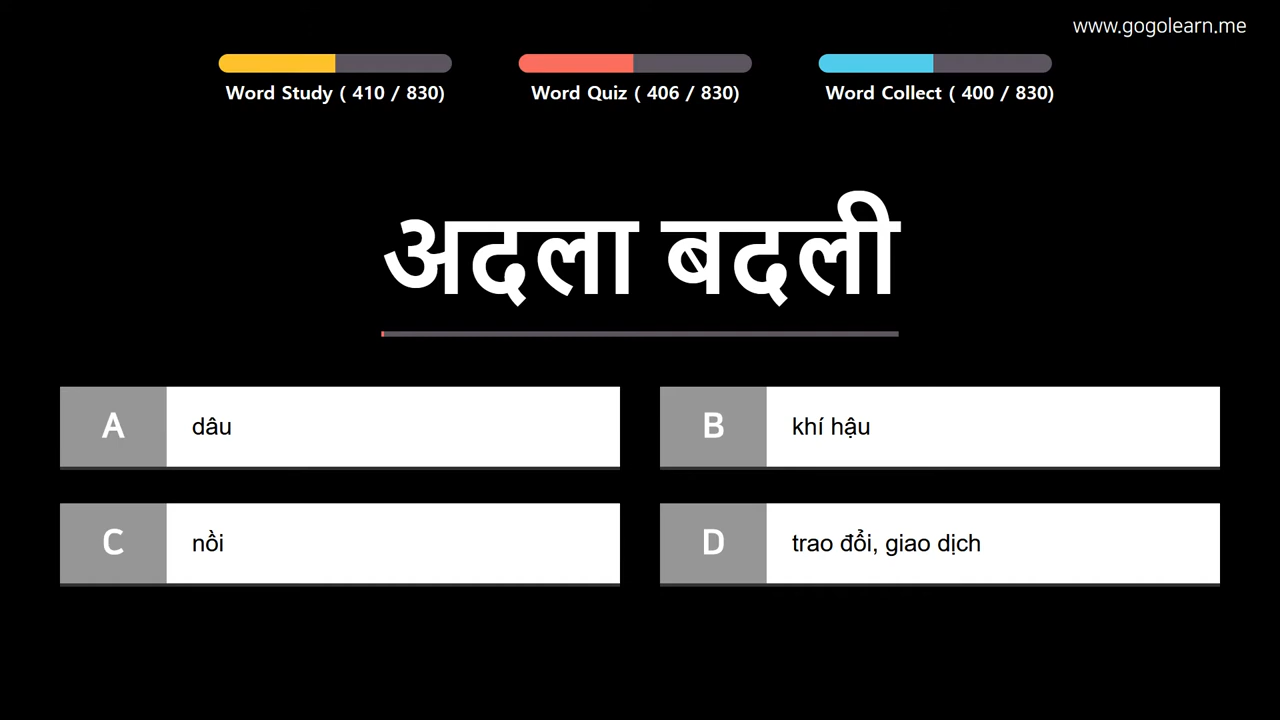 www.gogolearn.me
Word Study ( 410 / 830)
Word Quiz ( 406 / 830)
Word Collect ( 400 / 830)
अदला बदली
A dâu
B khí hậu
C nồi
D trao đổi, giao dịch